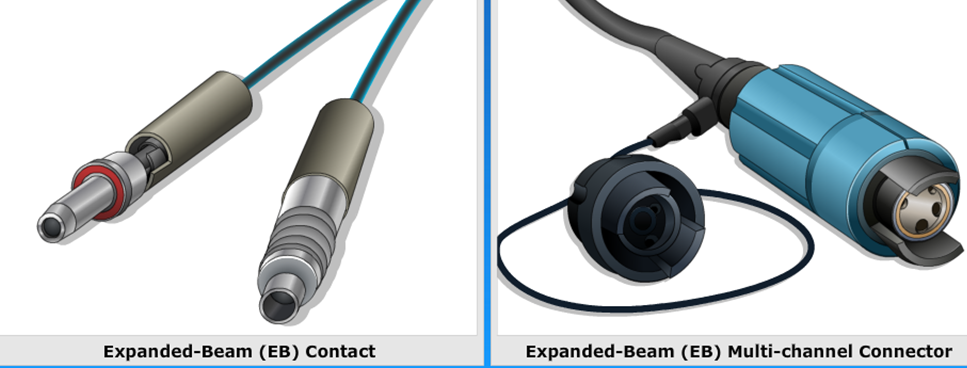 Expanded-Beam (EB) Contact
Expanded-Beam (EB) Multi-channel Connector